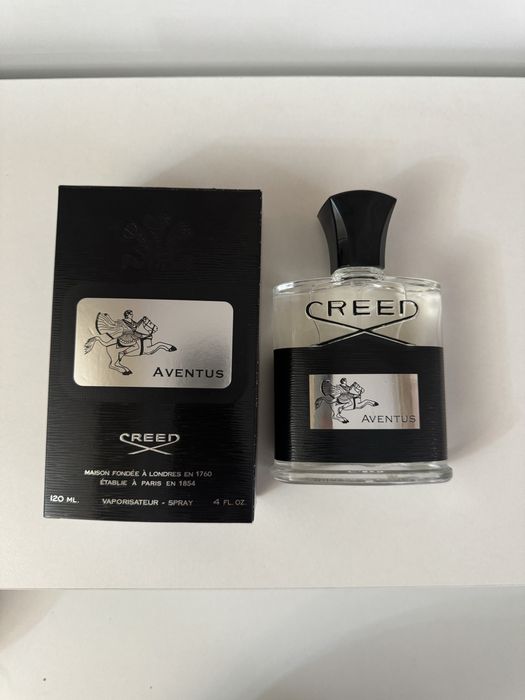 AVENTUS
CREED
MAISON FONDÉE À LONDRES EN 1760
ÉTABLIE À PARIS EN 1854
120 ML. VAPORISATEUR - SPRAY 4 FL. OZ.
CREED
AVENTUS